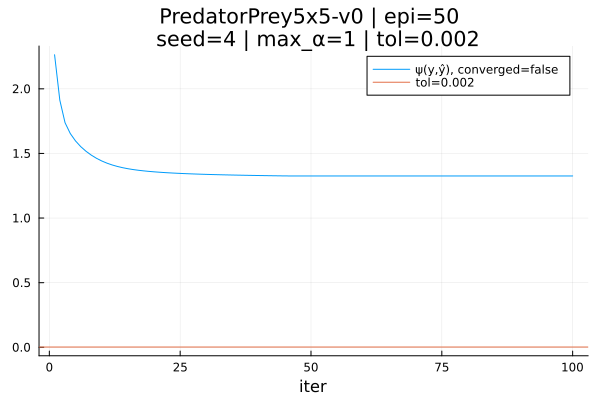 PredatorPrey5x5-v0 | epi=50
seed=4 | max_α=1 | tol=0.002
ψ(y,ŷ), converged=false
tol=0.002
2.0
1.5
1.0
0.5
0.0
0
25
50
75
100
iter